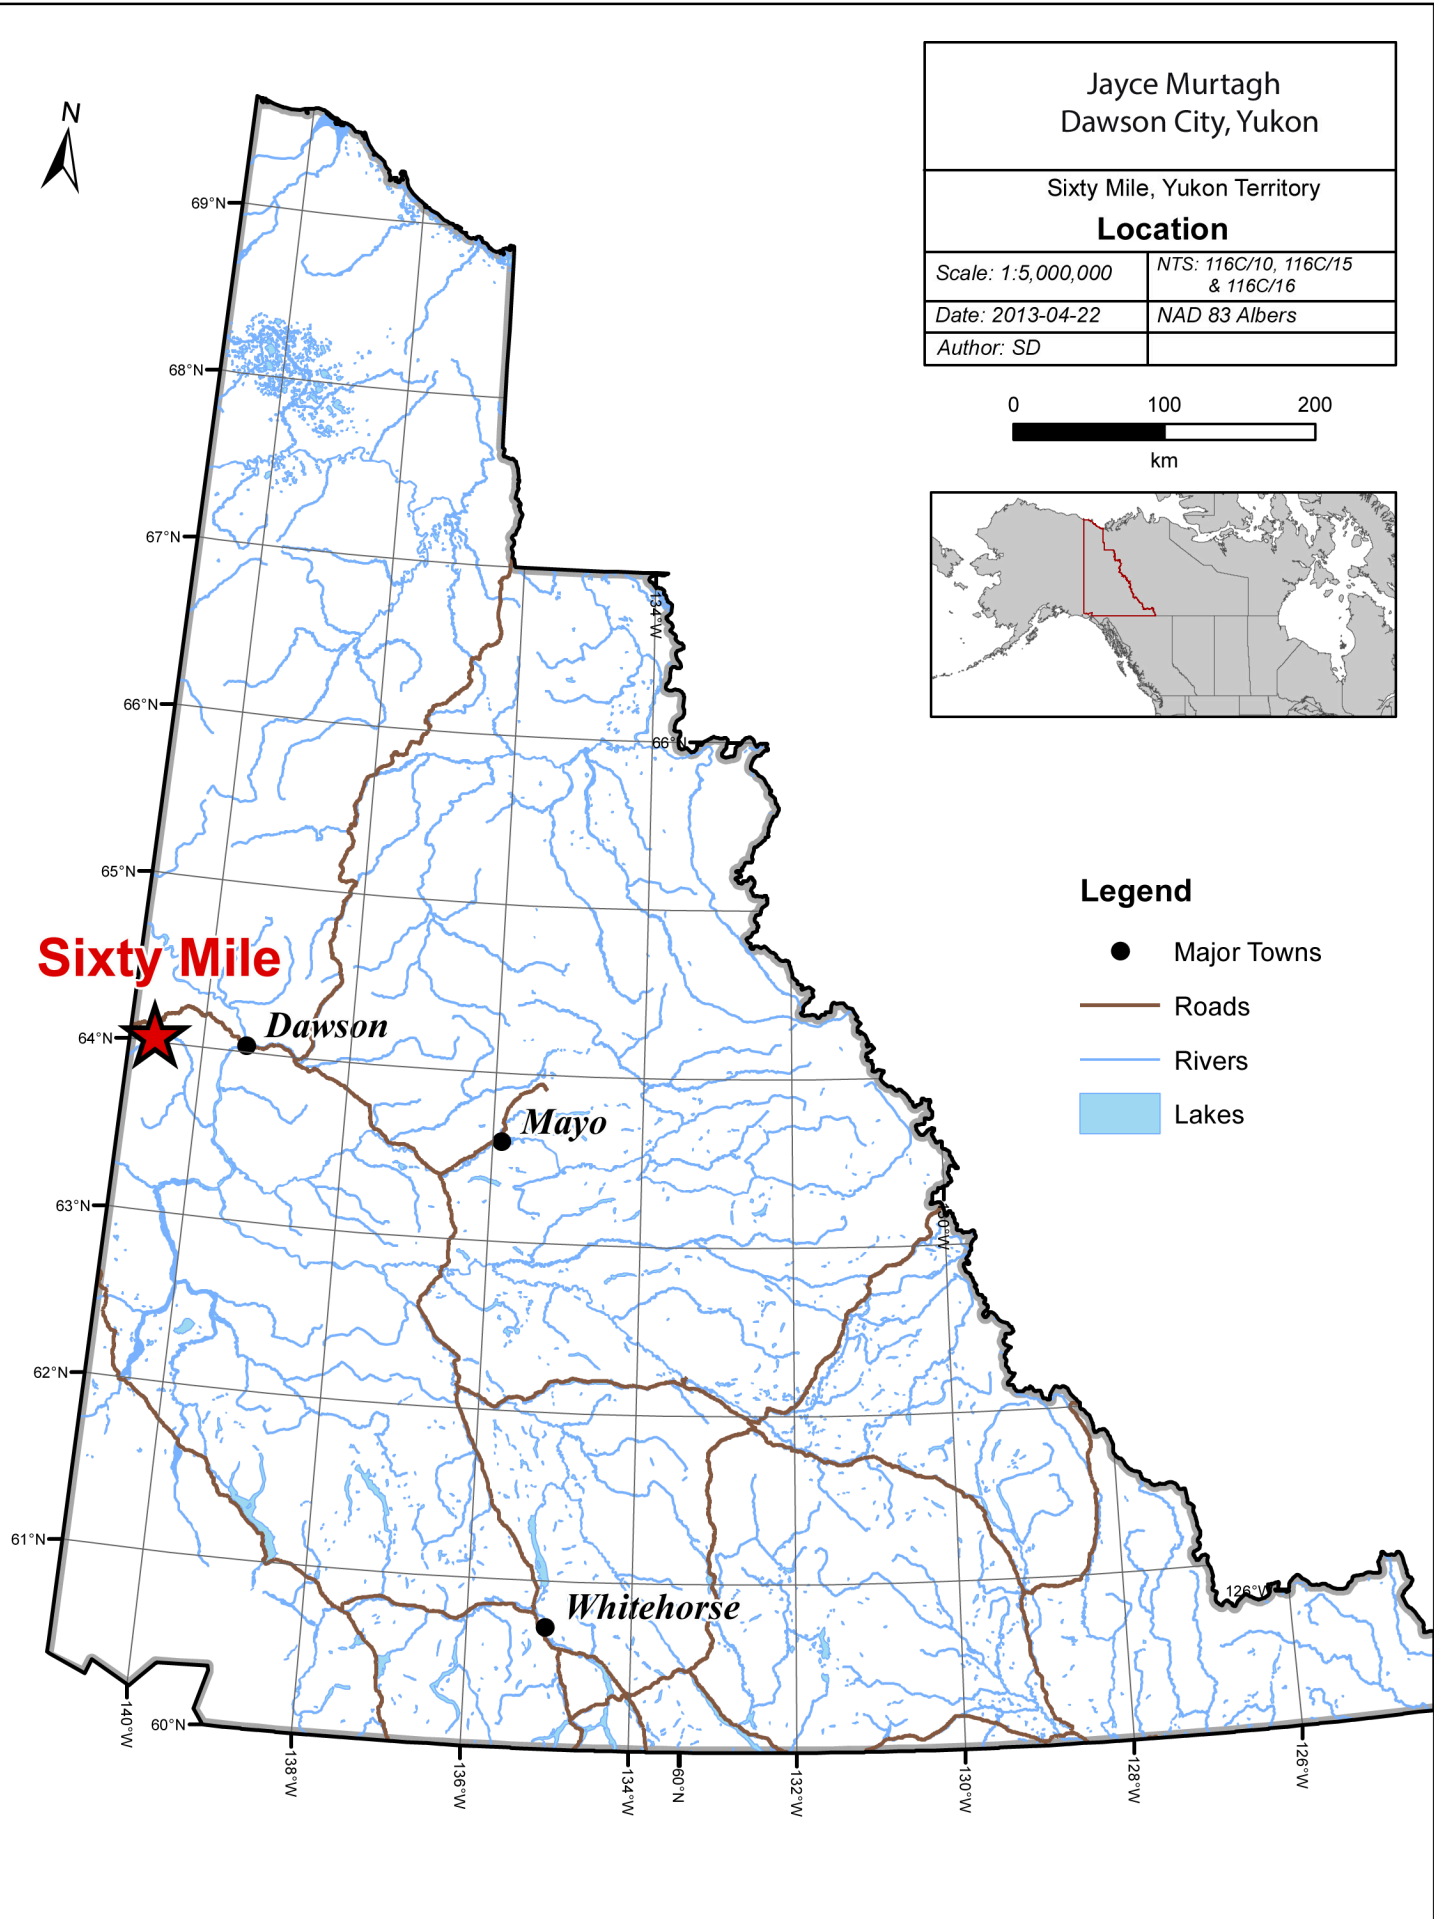 Jayce Murtagh
Dawson City, Yukon
Sixty Mile, Yukon Territory
Location
Scale: 1:5,000,000
NTS: 116C/10, 116C/15
& 116C/16
Date: 2013-04-22
NAD 83 Albers
Author: SD
0 100 200
km
N
69°N
68°N
67°N
134°W
66°N
66°N
65°N
Legend
Major Towns
Roads
Rivers
Lakes
Sixty Mile
64°N
Dawson
Mayo
63°N
130°W
62°N
61°N
126°W
Whitehorse
60°N
140°W
138°W
136°W
134°W
60°N
132°W
130°W
128°W
126°W